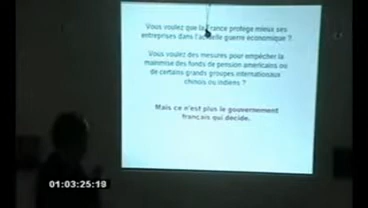 Vous voulez que la France protège mieux ses
entreprises dans l'actuelle guerre économique ?
Vous voulez des mesures pour empêcher la
mainmise des fonds de pension américains ou
de certains grands groupes internationaux
chinois ou indiens ?
Mais ce n'est plus le gouvernement
français qui décide.
01:03:25:19